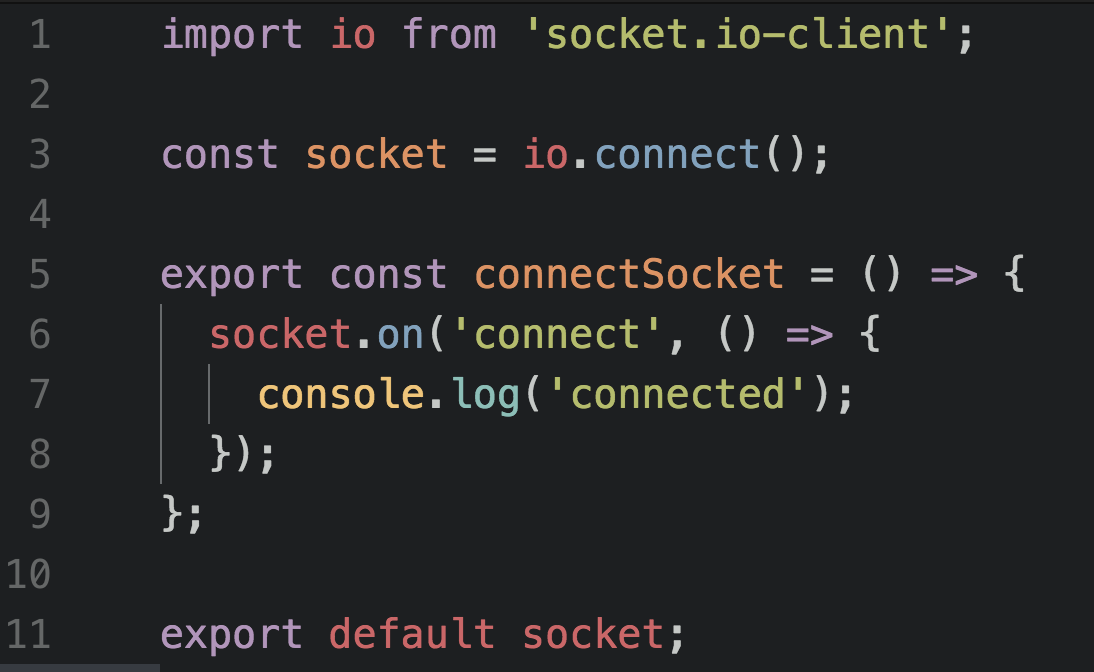 1 import io from 'socket.io-client';
2
3 const socket = io.connect();
4
5 export const connectSocket = () => {
6   socket.on('connect', () => {
7     console.log('connected');
8   });
9 };
10
11 export default socket;